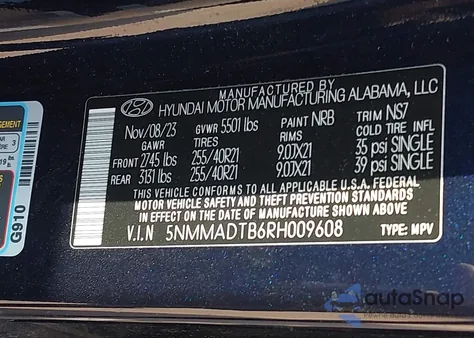 MANUFACTURED BY
HYUNDAI MOTOR MANUFACTURING ALABAMA, LLC
Nov/08/23 GVWR 5501 lbs PAINT NRB TRIM NS7
GAWR TIRES RIMS COLD TIRE INFL
FRONT 2745 lbs 255/40R21 9.0JX21 35 psi SINGLE
REAR 3131 lbs 255/40R21 9.0JX21 39 psi SINGLE
THIS VEHICLE CONFORMS TO ALL APPLICABLE U.S.A. FEDERAL
MOTOR VEHICLE SAFETY AND THEFT PREVENTION STANDARDS
IN EFFECT ON THE DATE OF MANUFACTURE SHOWN ABOVE
V.I.N 5NMMADTB6RH009608 TYPE: MPV
G910
autoSnap